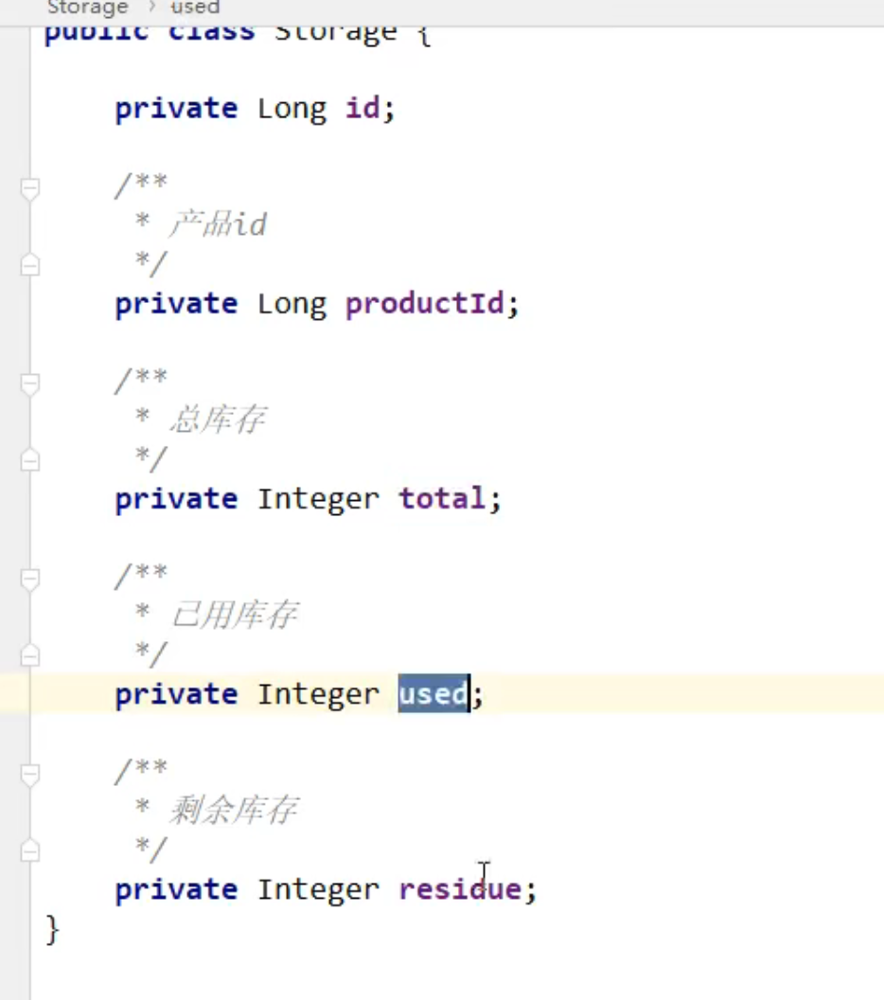 Storage > used
public class Storage {
private Long id;
/**
* 产品id
*/
private Long productId;
/**
* 总库存
*/
private Integer total;
/**
* 已用库存
*/
private Integer used;
/**
* 剩余库存
*/
private Integer residue;
}